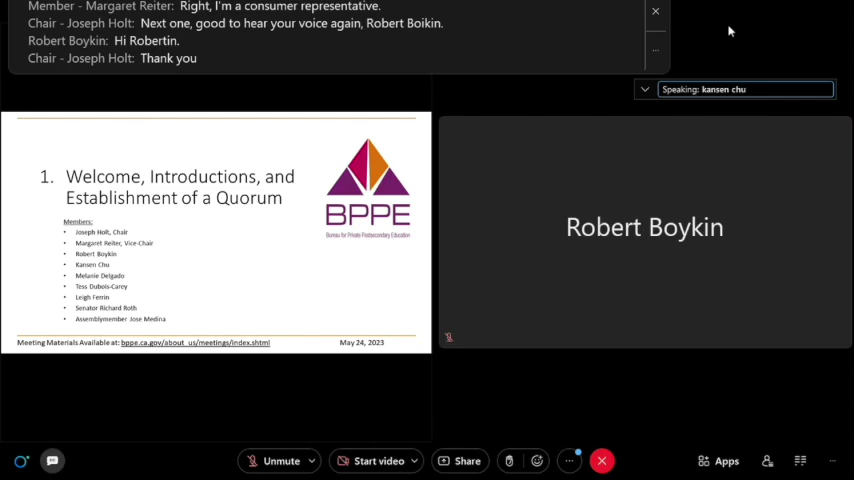 Member - Margaret Reiter: Right, I'm a consumer representative.
Chair - Joseph Holt: Next one, good to hear your voice again, Robert Boikin.
Robert Boykin: Hi Robertin.
Chair - Joseph Holt: Thank you
Speaking: kansen chu
1. Welcome, Introductions, and
Establishment of a Quorum
Members:
• Joseph Holt, Chair
• Margaret Reiter, Vice-Chair
• Robert Boykin
• Kansen Chu
• Melanie Delgado
• Tess Dubois-Carey
• Leigh Ferrin
• Senator Richard Roth
• Assemblymember Jose Medina
BPPE
Bureau for Private Postsecondary Education
Meeting Materials Available at: bppe.ca.gov/about_us/meetings/index.shtml
May 24, 2023
Robert Boykin
Unmute
Start video
Share
Apps